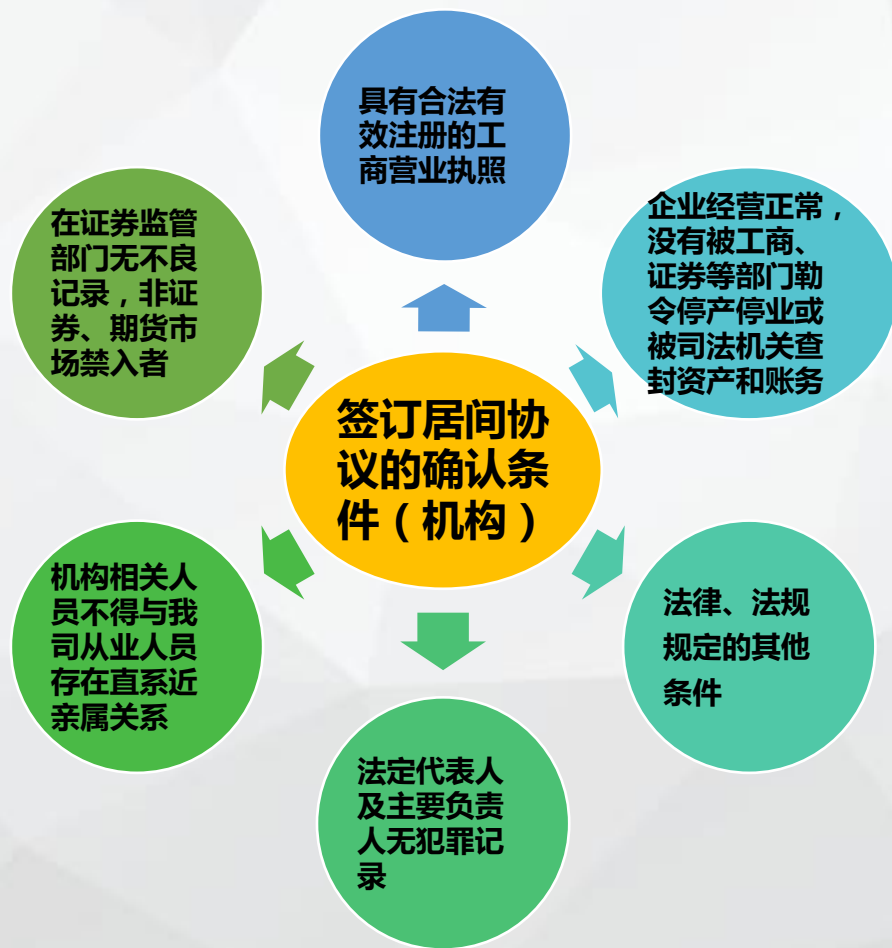 具有合法有
效注册的工
商营业执照
在证券监管
部门无不良
记录，非证
券、期货市
场禁入者
企业经营正常，
没有被工商、
证券等部门勒
令停产停业或
被司法机关查
封资产和账务
签订居间协
议的确认条
件（机构）
机构相关人
员不得与我
司从业人员
存在直系近
亲属关系
法律、法规
规定的其他
条件
法定代表人
及主要负责
人无犯罪记
录